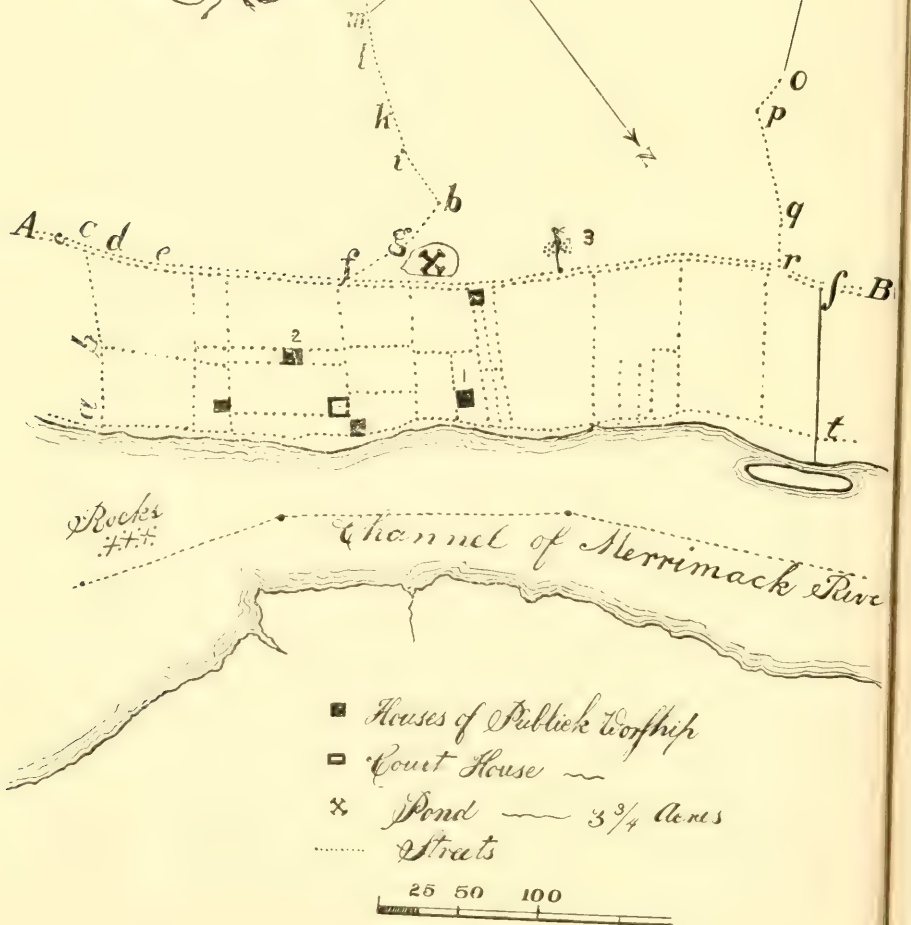 m
l
k
i
b
g
o
p
q
r
ſ
B
A
c
d
e
f
3
N
h
2
1
a
t
Rocks
Channel of Merrimack Rive
Houses of Publick Worſhip
Court House
Pond 3 3/4 Acres
Streets
25 50 100